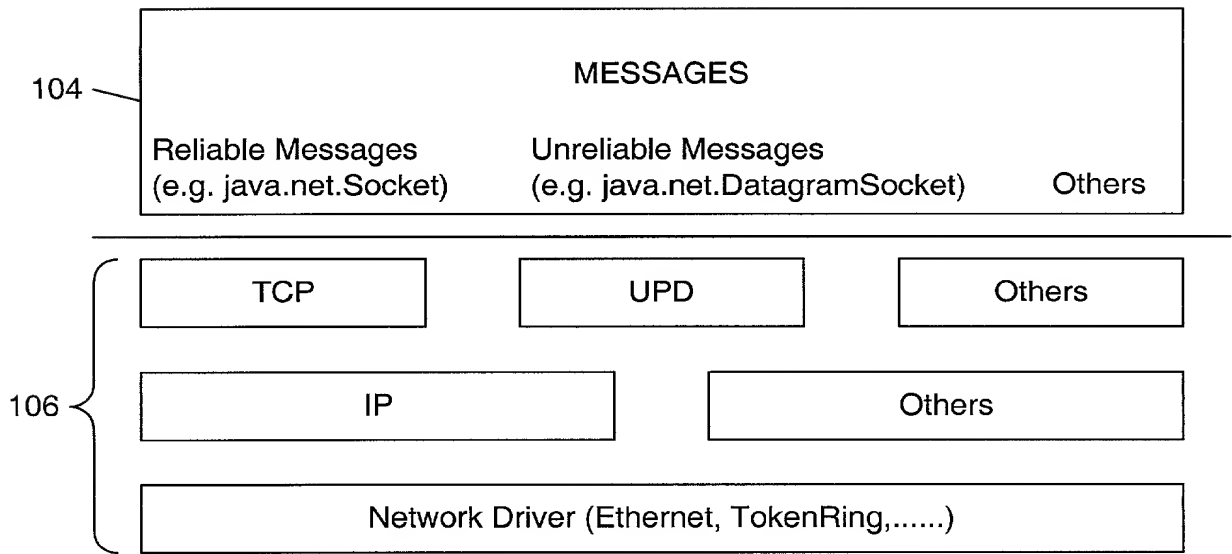 MESSAGES
104
Reliable Messages
(e.g. java.net.Socket)
Unreliable Messages
(e.g. java.net.DatagramSocket)
Others
TCP
UPD
Others
106
IP
Others
Network Driver (Ethernet, TokenRing,......)